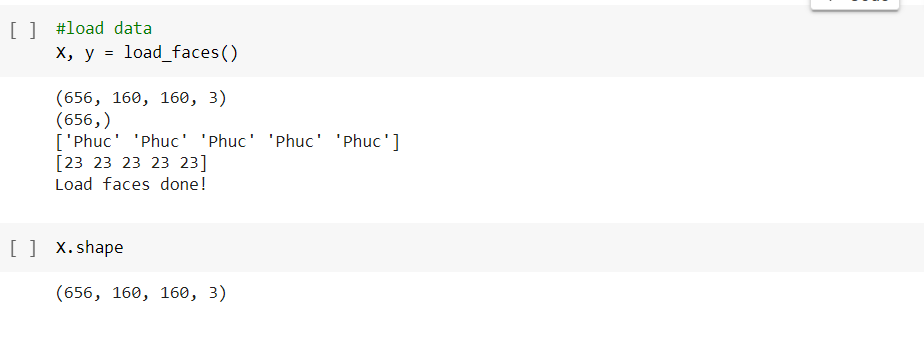 [ ] #load data
X, y = load_faces()
(656, 160, 160, 3)
(656,)
['Phuc' 'Phuc' 'Phuc' 'Phuc' 'Phuc']
[23 23 23 23 23]
Load faces done!
[ ] X.shape
(656, 160, 160, 3)